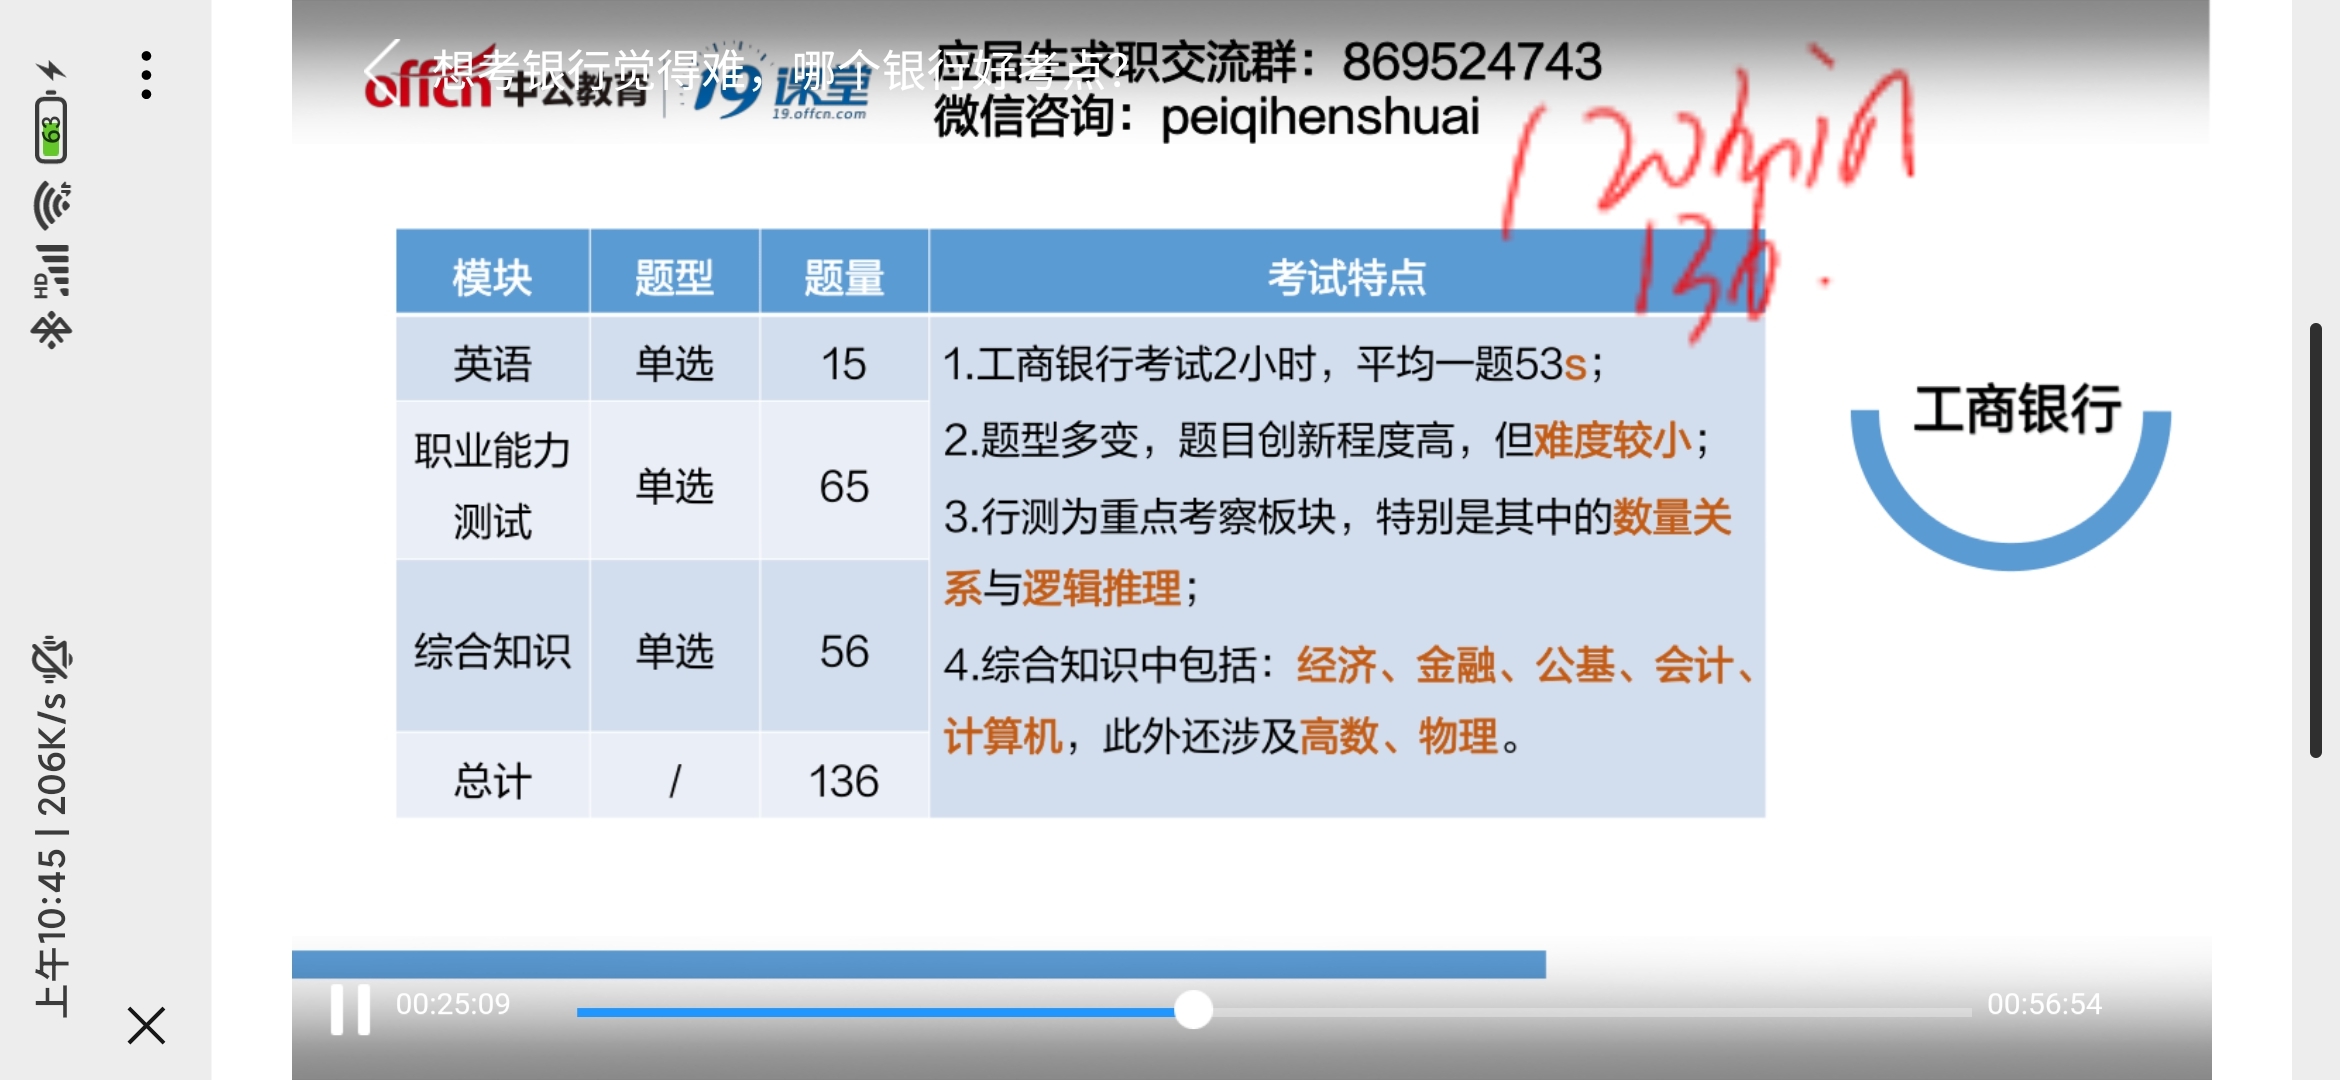 想考银行觉得难，哪个银行好考点？
offcn 中公教育 19课堂
19.offcn.com
应届生求职交流群：869524743
微信咨询：peiqihenshuai
120min
136
模块 题型 题量 考试特点
英语 单选 15
职业能力
测试 单选 65
综合知识 单选 56
总计 / 136
1.工商银行考试2小时，平均一题53s；
2.题型多变，题目创新程度高，但难度较小；
3.行测为重点考察板块，特别是其中的数量关
系与逻辑推理；
4.综合知识中包括：经济、金融、公基、会计、
计算机，此外还涉及高数、物理。
工商银行
00:25:09
00:56:54
上午10:45 | 206K/s
HD
63